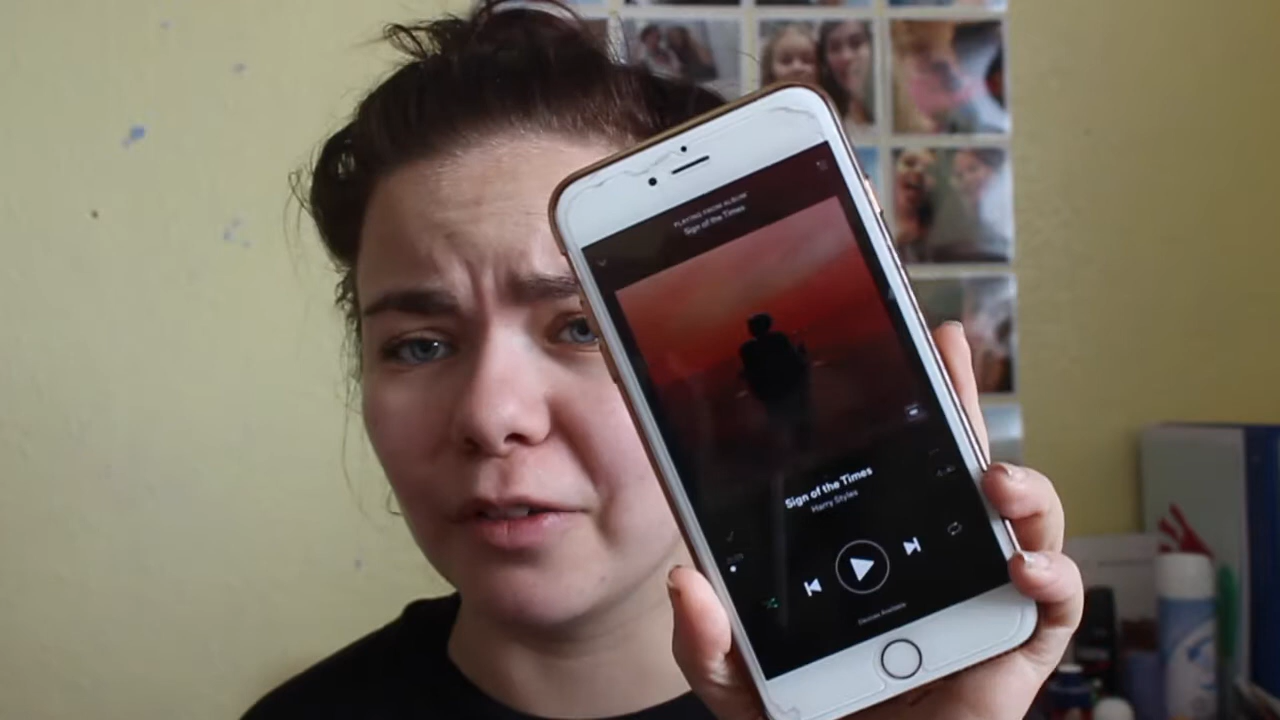 PLAYING FROM ALBUM
Sign of the Times
Sign of the Times
Harry Styles
Devices Available